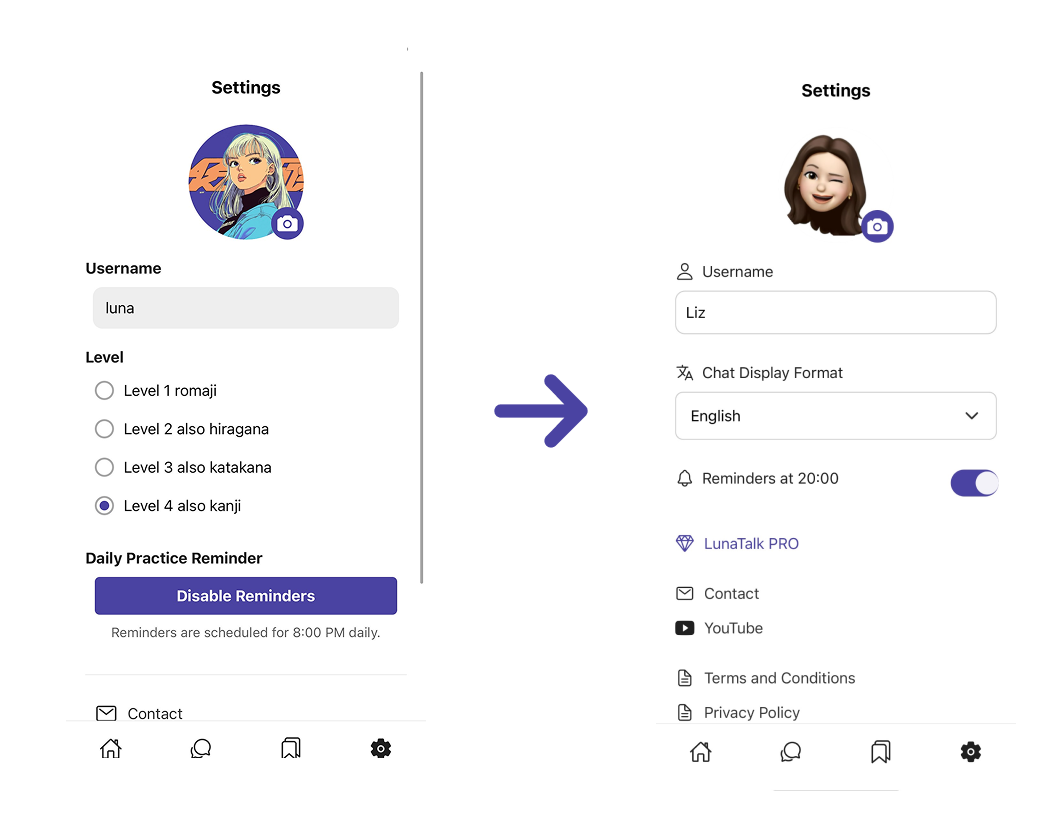 Settings
Username
luna
Level
Level 1 romaji
Level 2 also hiragana
Level 3 also katakana
Level 4 also kanji
Daily Practice Reminder
Disable Reminders
Reminders are scheduled for 8:00 PM daily.
Contact
Settings
Username
Liz
Chat Display Format
English
Reminders at 20:00
LunaTalk PRO
Contact
YouTube
Terms and Conditions
Privacy Policy